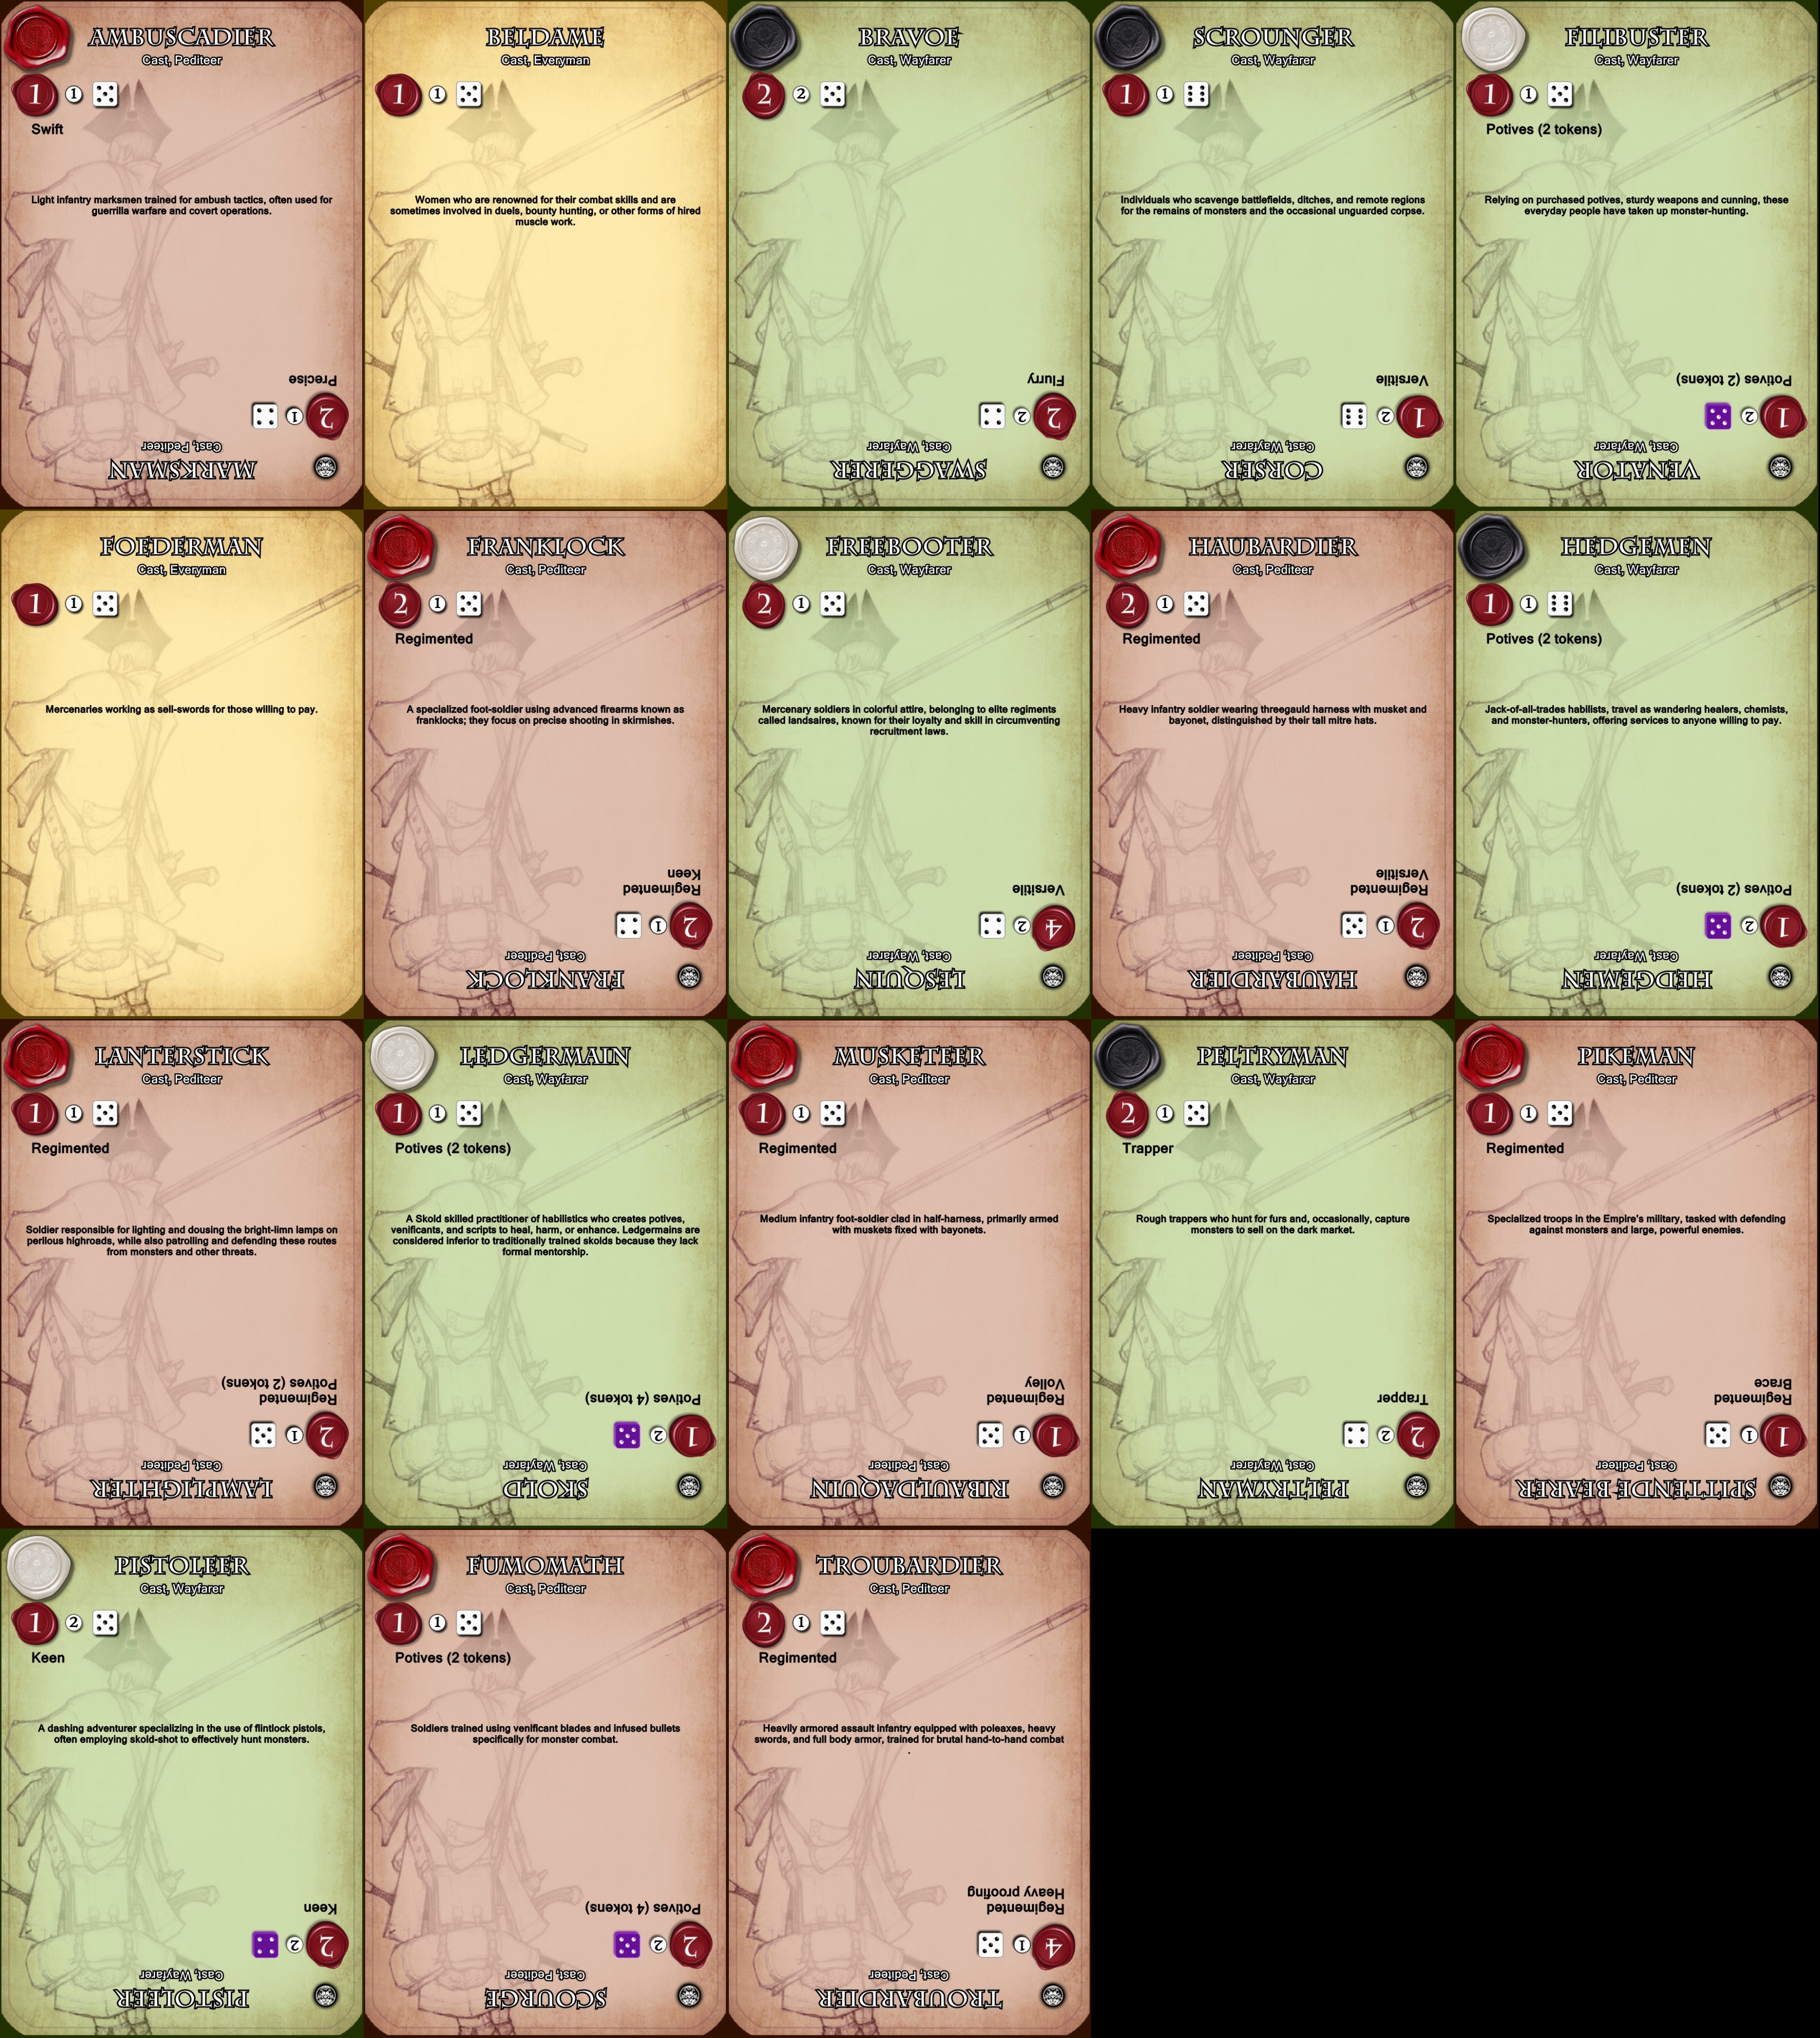 AMBUSCADIER
Cast, Pediteer
1 1
Swift
Light infantry marksmen trained for ambush tactics, often used for
guerrilla warfare and covert operations.
Precise
2 1
Cast, Pediteer
MARKSMAN
BELDAME
Cast, Everyman
1 1
Women who are renowned for their combat skills and are
sometimes involved in duels, bounty hunting, or other forms of hired
muscle work.
BRAVOE
Cast, Wayfarer
2 2
Flurry
2 2
Cast, Wayfarer
SWAGGERER
SCROUNGER
Cast, Wayfarer
1 1
Individuals who scavenge battlefields, ditches, and remote regions
for the remains of monsters and the occasional unguarded corpse.
Versitile
1 2
Cast, Wayfarer
CORSER
FILIBUSTER
Cast, Wayfarer
1 1
Potives (2 tokens)
Relying on purchased potives, sturdy weapons and cunning, these
everyday people have taken up monster-hunting.
Potives (2 tokens)
1 2
Cast, Wayfarer
VENATOR
FOEDERMAN
Cast, Everyman
1 1
Mercenaries working as sell-swords for those willing to pay.
FRANKLOCK
Cast, Pediteer
2 1
Regimented
A specialized foot-soldier using advanced firearms known as
franklocks; they focus on precise shooting in skirmishes.
Keen
Regimented
2 1
Cast, Pediteer
FRANKLOCK
FREEBOOTER
Cast, Wayfarer
2 1
Mercenary soldiers in colorful attire, belonging to elite regiments
called landsaires, known for their loyalty and skill in circumventing
recruitment laws.
Versitile
4 2
Cast, Wayfarer
LESQUIN
HAUBARDIER
Cast, Pediteer
2 1
Regimented
Heavy infantry soldier wearing threegauld harness with musket and
bayonet, distinguished by their tall mitre hats.
Versitile
Regimented
2 1
Cast, Pediteer
HAUBARDIER
HEDGEMEN
Cast, Wayfarer
1 1
Potives (2 tokens)
Jack-of-all-trades habilists, travel as wandering healers, chemists,
and monster-hunters, offering services to anyone willing to pay.
Potives (2 tokens)
1 2
Cast, Wayfarer
HEDGEMEN
LANTERSTICK
Cast, Pediteer
1 1
Regimented
Soldier responsible for lighting and dousing the bright-limn lamps on
perilous highroads, while also patrolling and defending these routes
from monsters and other threats.
Potives (2 tokens)
Regimented
2 1
Cast, Pediteer
LAMPLIGHTER
LEDGERMAIN
Cast, Wayfarer
1 1
Potives (2 tokens)
A Skold skilled practitioner of habilistics who creates potives,
venificants, and scripts to heal, harm, or enhance. Ledgermains are
considered inferior to traditionally trained skolds because they lack
formal mentorship.
Potives (4 tokens)
1 2
Cast, Wayfarer
SKOLD
MUSKETEER
Cast, Pediteer
1 1
Regimented
Medium infantry foot-soldier clad in half-harness, primarily armed
with muskets fixed with bayonets.
Volley
Regimented
1 1
Cast, Pediteer
RIBAULDAQUIN
PELTRYMAN
Cast, Wayfarer
2 1
Trapper
Rough trappers who hunt for furs and, occasionally, capture
monsters to sell on the dark market.
Trapper
2 2
Cast, Wayfarer
PELTRYMAN
PIKEMAN
Cast, Pediteer
1 1
Regimented
Specialized troops in the Empire's military, tasked with defending
against monsters and large, powerful enemies.
Brace
Regimented
1 1
Cast, Pediteer
SPITTENDE-BEARER
PISTOLEER
Cast, Wayfarer
1 2
Keen
A dashing adventurer specializing in the use of flintlock pistols,
often employing skold-shot to effectively hunt monsters.
Keen
2 2
Cast, Wayfarer
PISTOLEER
FUMOMATH
Cast, Pediteer
1 1
Potives (2 tokens)
Soldiers trained using venificant blades and infused bullets
specifically for monster combat.
Potives (4 tokens)
2 2
Cast, Pediteer
SCOURGE
TROUBARDIER
Cast, Pediteer
2 1
Regimented
Heavily armored assault infantry equipped with poleaxes, heavy
swords, and full body armor, trained for brutal hand-to-hand combat
.
Heavy proofing
Regimented
4 1
Cast, Pediteer
TROUBARDIER